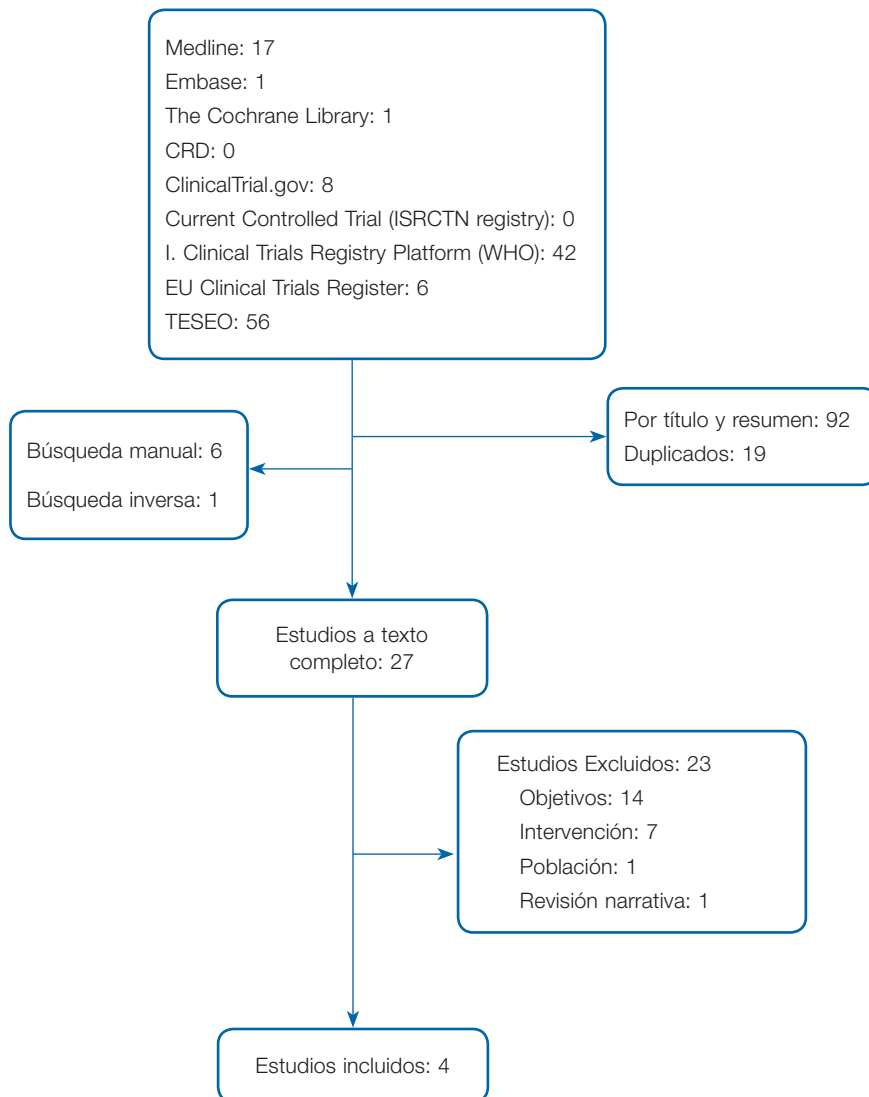 Medline: 17
Embase: 1
The Cochrane Library: 1
CRD: 0
ClinicalTrial.gov: 8
Current Controlled Trial (ISRCTN registry): 0
I. Clinical Trials Registry Platform (WHO): 42
EU Clinical Trials Register: 6
TESEO: 56
Por título y resumen: 92
Duplicados: 19
Búsqueda manual: 6
Búsqueda inversa: 1
Estudios a texto
completo: 27
Estudios Excluidos: 23
Objetivos: 14
Intervención: 7
Población: 1
Revisión narrativa: 1
Estudios incluidos: 4